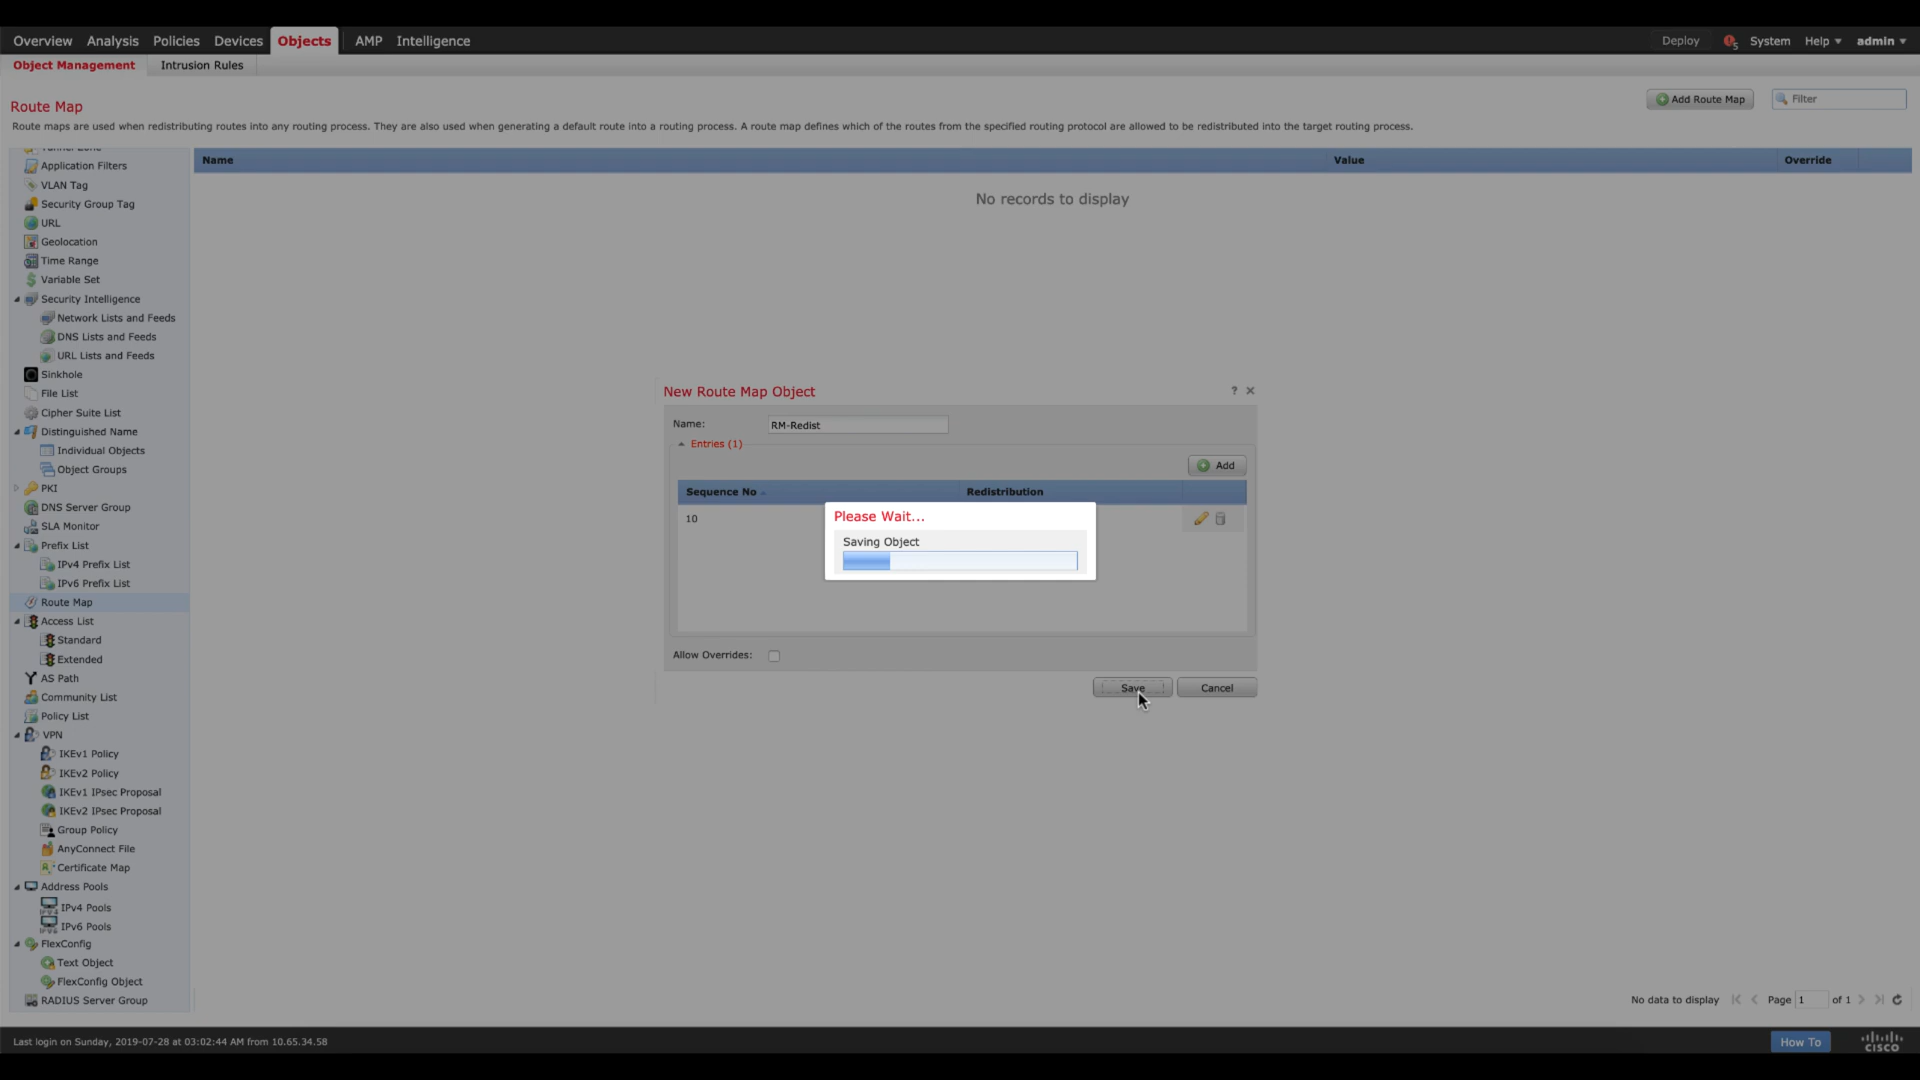 Overview Analysis Policies Devices Objects AMP Intelligence Deploy 5 System Help admin
Object Management Intrusion Rules
Route Map
Add Route Map Filter
Route maps are used when redistributing routes into any routing process. They are also used when generating a default route into a routing process. A route map defines which of the routes from the specified routing protocol are allowed to be redistributed into the target routing process.
Tunnel Zone
Application Filters
VLAN Tag
Security Group Tag
URL
Geolocation
Time Range
Variable Set
Security Intelligence
Network Lists and Feeds
DNS Lists and Feeds
URL Lists and Feeds
Sinkhole
File List
Cipher Suite List
Distinguished Name
Individual Objects
Object Groups
PKI
DNS Server Group
SLA Monitor
Prefix List
IPv4 Prefix List
IPv6 Prefix List
Route Map
Access List
Standard
Extended
AS Path
Community List
Policy List
VPN
IKEv1 Policy
IKEv2 Policy
IKEv1 IPsec Proposal
IKEv2 IPsec Proposal
Group Policy
AnyConnect File
Certificate Map
Address Pools
IPv4 Pools
IPv6 Pools
FlexConfig
Text Object
FlexConfig Object
RADIUS Server Group
Name Value Override
No records to display
New Route Map Object
Name: RM-Redist
Entries (1)
Add
Sequence No Redistribution
10
Please Wait...
Saving Object
Allow Overrides:
Save Cancel
No data to display Page 1 of 1
Last login on Sunday, 2019-07-28 at 03:02:44 AM from 10.65.34.58
How To
CISCO